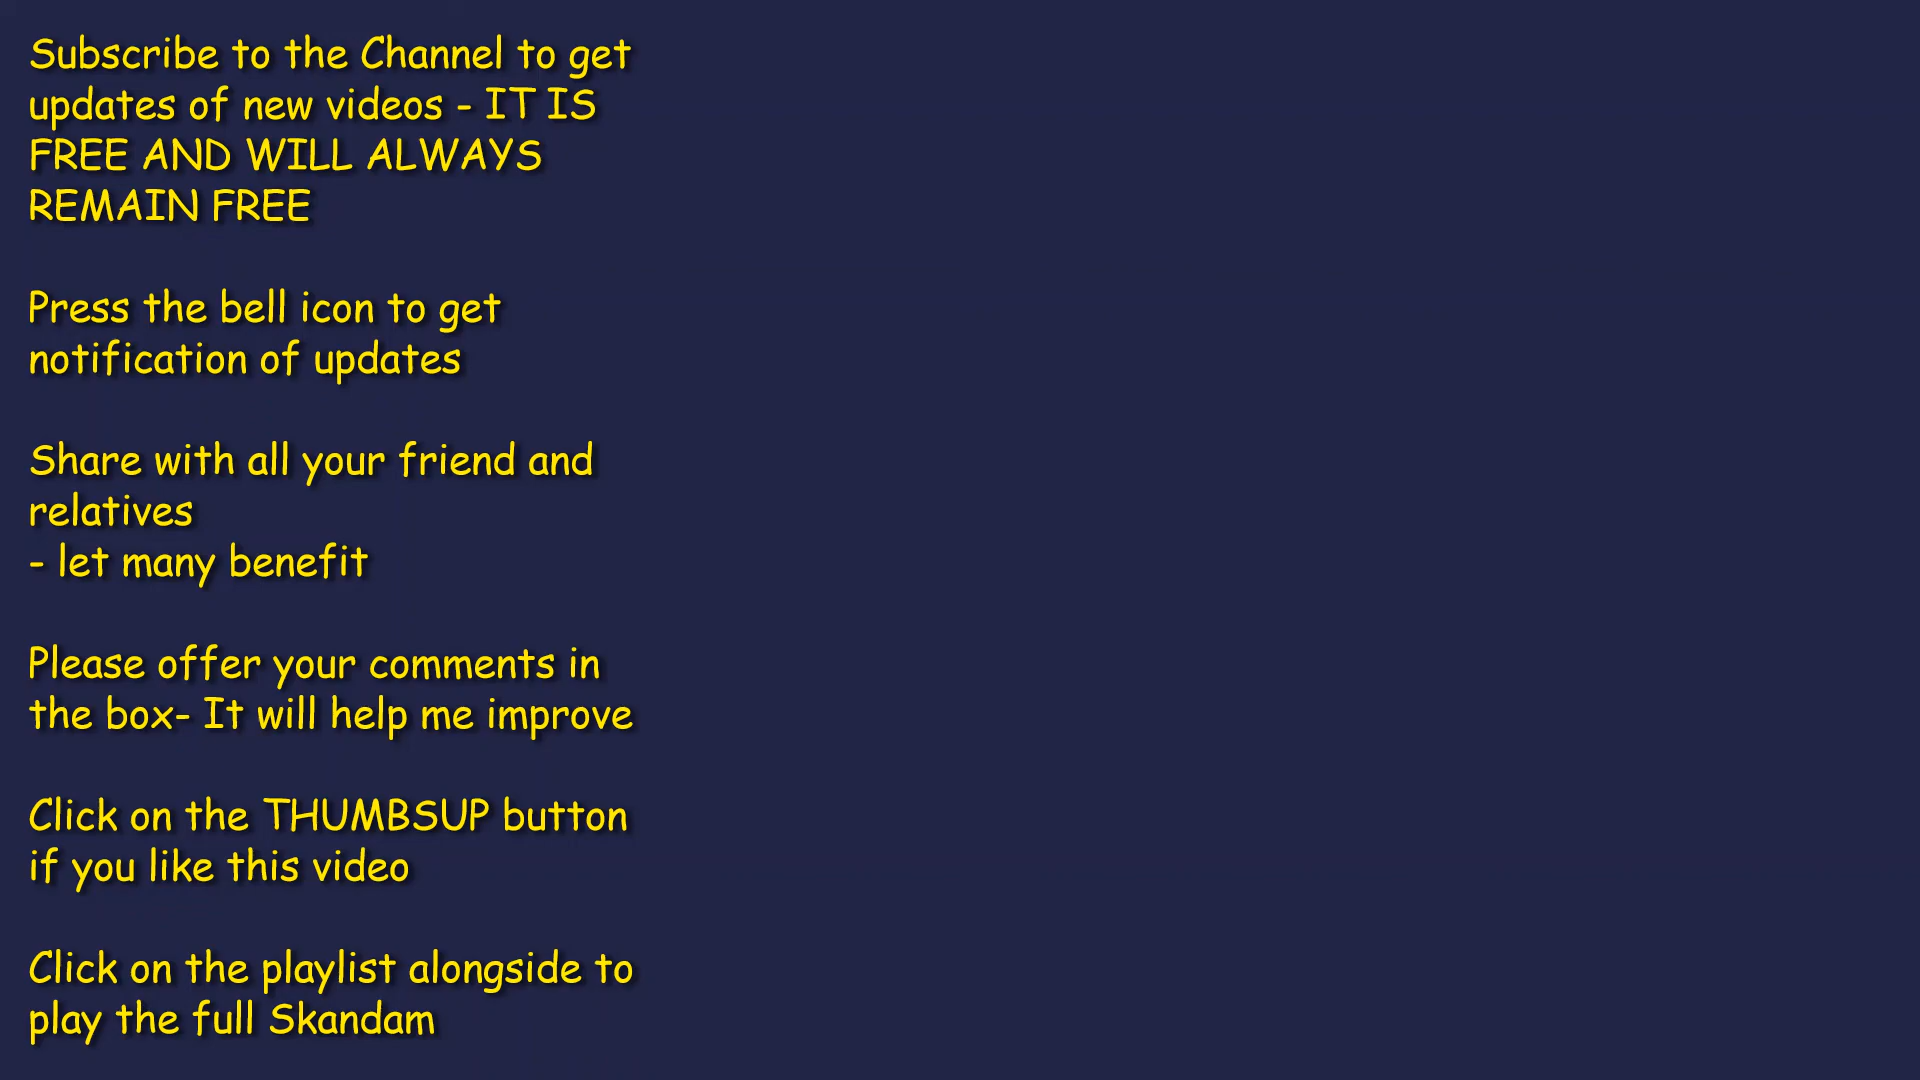 Subscribe to the Channel to get
updates of new videos - IT IS
FREE AND WILL ALWAYS
REMAIN FREE
Press the bell icon to get
notification of updates
Share with all your friend and
relatives
- let many benefit
Please offer your comments in
the box- It will help me improve
Click on the THUMBSUP button
if you like this video
Click on the playlist alongside to
play the full Skandam